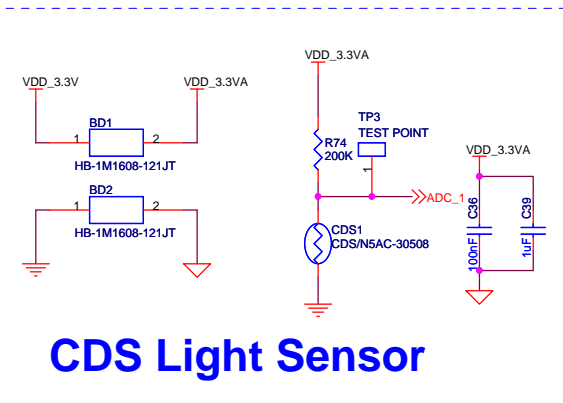 VDD_3.3VA
VDD_3.3V
VDD_3.3VA
BD1
1
2
HB-1M1608-121JT
BD2
1
2
HB-1M1608-121JT
R74
200K
TP3
TEST POINT
1
ADC_1
CDS1
CDS/N5AC-30508
VDD_3.3VA
C36
100nF
C39
1uF
CDS Light Sensor